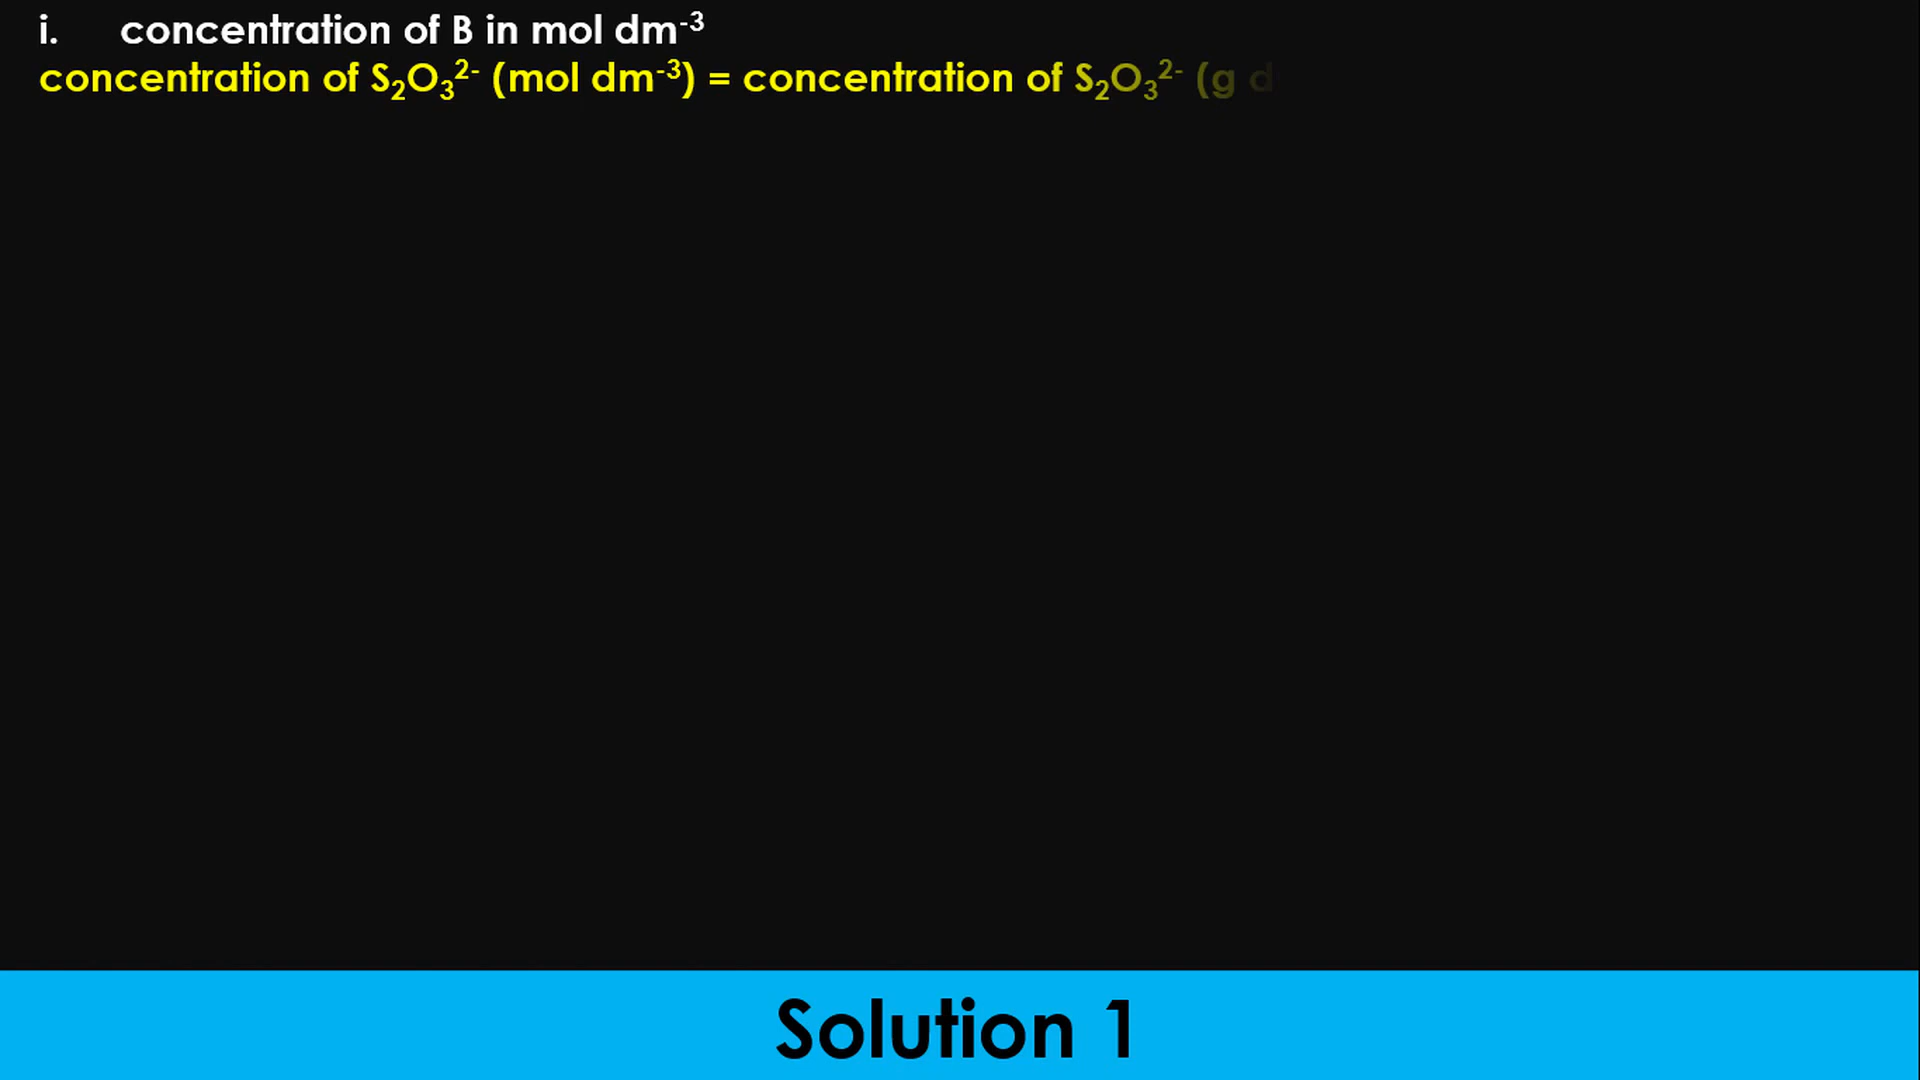 i. concentration of B in mol dm⁻³
concentration of S₂O₃²⁻ (mol dm⁻³) = concentration of S₂O₃²⁻ (g d
Solution 1